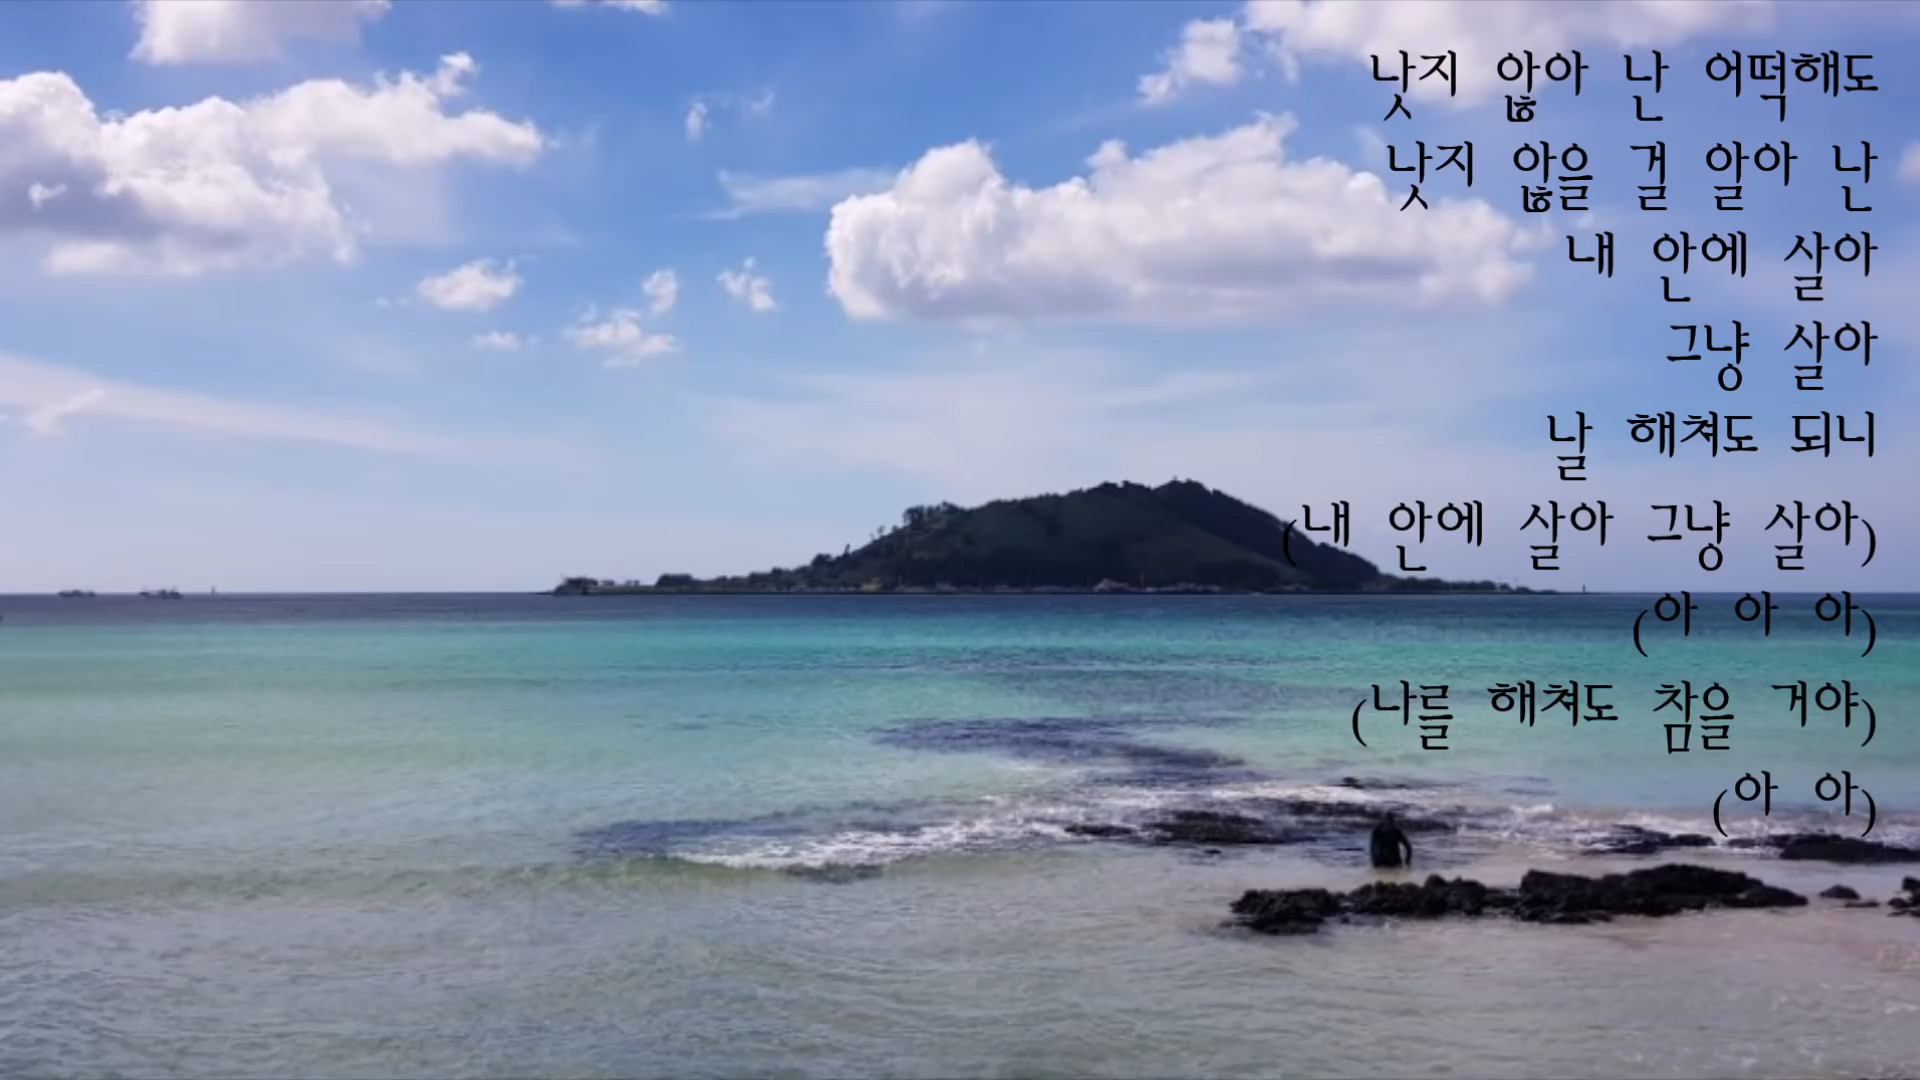 낫지 않아 난 어떡해도
낫지 않을 걸 알아 난
내 안에 살아
그냥 살아
날 해쳐도 되니
(내 안에 살아 그냥 살아)
(아 아 아)
(나를 해쳐도 참을 거야)
(아 아)